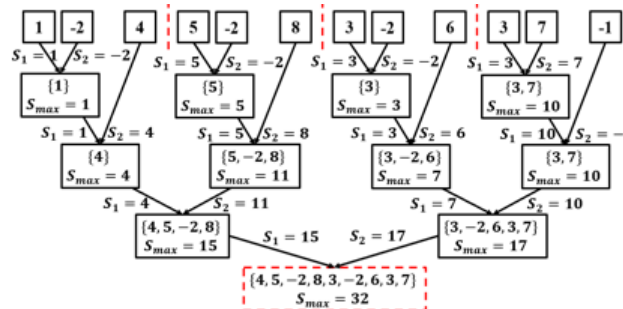 1 -2 4 5 -2 8 3 -2 6 3 7 -1
S₁ = 1 S₂ = −2 S₁ = 5 S₂ = −2 S₁ = 3 S₂ = −2 S₁ = 3 S₂ = 7
{1} {5} {3} {3, 7}
Sₘₐₓ = 1 Sₘₐₓ = 5 Sₘₐₓ = 3 Sₘₐₓ = 10
S₁ = 1 S₂ = 4 S₁ = 5 S₂ = 8 S₁ = 3 S₂ = 6 S₁ = 10 S₂ = −
{4} {5, −2, 8} {3, −2, 6} {3, 7}
Sₘₐₓ = 4 Sₘₐₓ = 11 Sₘₐₓ = 7 Sₘₐₓ = 10
S₁ = 4 S₂ = 11 S₁ = 7 S₂ = 10
{4, 5, −2, 8} {3, −2, 6, 3, 7}
Sₘₐₓ = 15 Sₘₐₓ = 17
S₁ = 15 S₂ = 17
{4, 5, −2, 8, 3, −2, 6, 3, 7}
Sₘₐₓ = 32